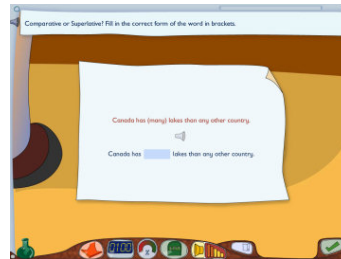 Comparative or Superlative? Fill in the correct form of the word in brackets.
Canada has (many) lakes than any other country.
Canada has lakes than any other country.
0100